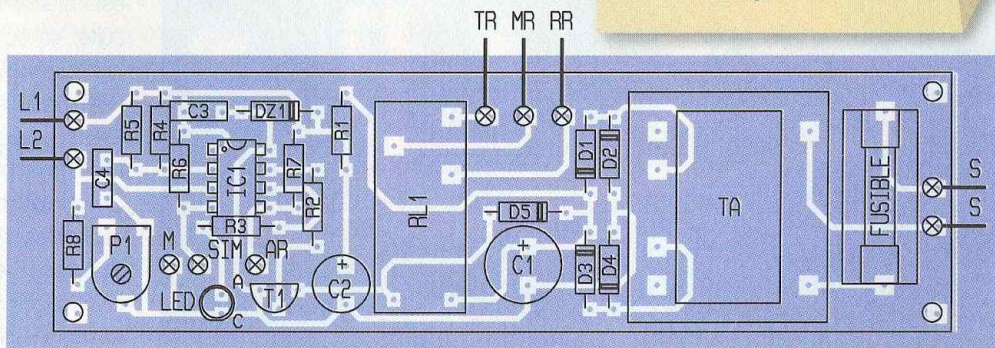 TR MR RR
L1
L2
R5
R4
C3
DZ1
R1
R6
IC1
R7
R2
C4
R3
R8
P1
M
SIM
AR
A
LED
C
T1
+
C2
RL1
D1
D2
D5
+
C1
D3
D4
TA
FUSIBLE
S
S